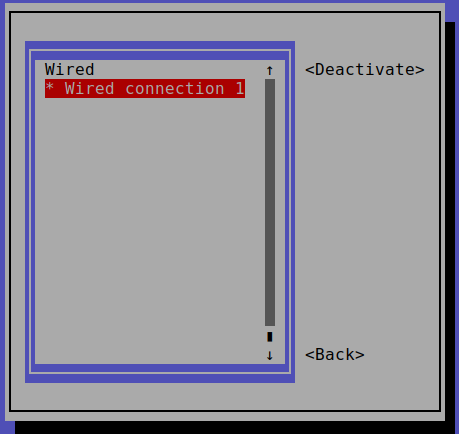 Wired ↑ <Deactivate>
* Wired connection 1
↓ <Back>